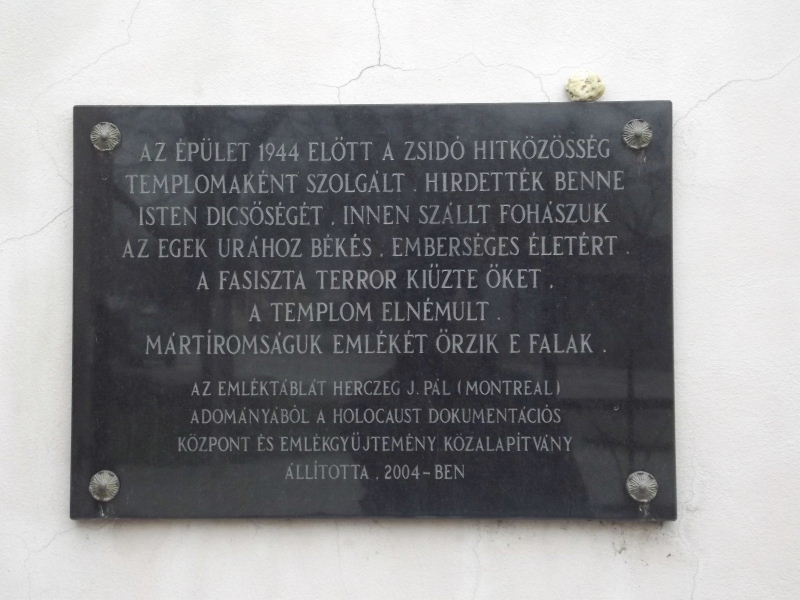 AZ ÉPÜLET 1944 ELŐTT A ZSIDÓ HITKÖZÖSSÉG
TEMPLOMAKÉNT SZOLGÁLT. HIRDETTÉK BENNE
ISTEN DICSŐSÉGÉT, INNEN SZÁLLT FOHÁSZUK
AZ EGEK URÁHOZ BÉKÉS, EMBERSÉGES ÉLETÉRT.
A FASISZTA TERROR KIŰZTE ŐKET,
A TEMPLOM ELNÉMULT.
MÁRTÍROMSÁGUK EMLÉKÉT ŐRZIK E FALAK.
AZ EMLÉKTÁBLÁT HERCZEG J. PÁL (MONTREAL)
ADOMÁNYÁBÓL A HOLOCAUST DOKUMENTÁCIÓS
KÖZPONT ÉS EMLÉKGYŰJTEMÉNY KÖZALAPÍTVÁNY
ÁLLÍTOTTA, 2004-BEN